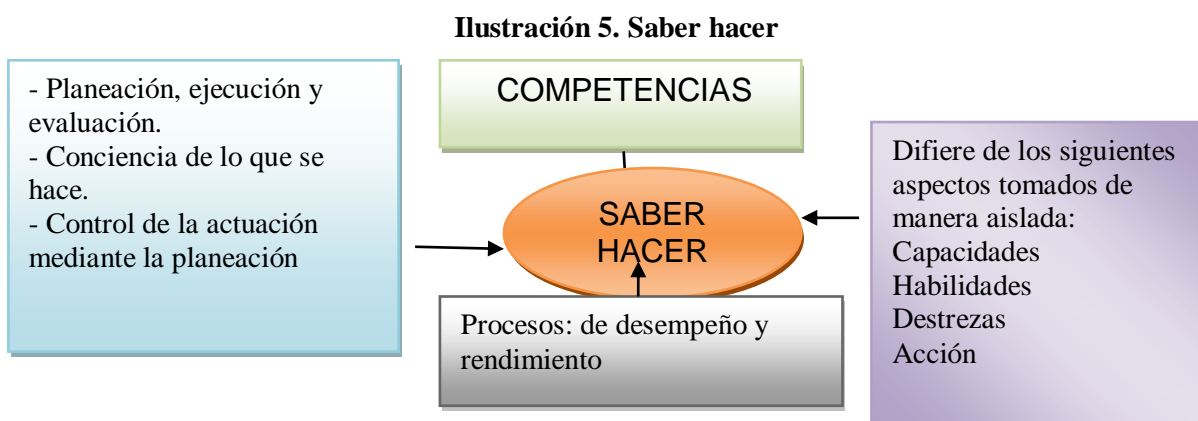 Ilustración 5. Saber hacer
- Planeación, ejecución y
evaluación.
- Conciencia de lo que se
hace.
- Control de la actuación
mediante la planeación
COMPETENCIAS
SABER
HACER
Procesos: de desempeño y
rendimiento
Difiere de los siguientes
aspectos tomados de
manera aislada:
Capacidades
Habilidades
Destrezas
Acción